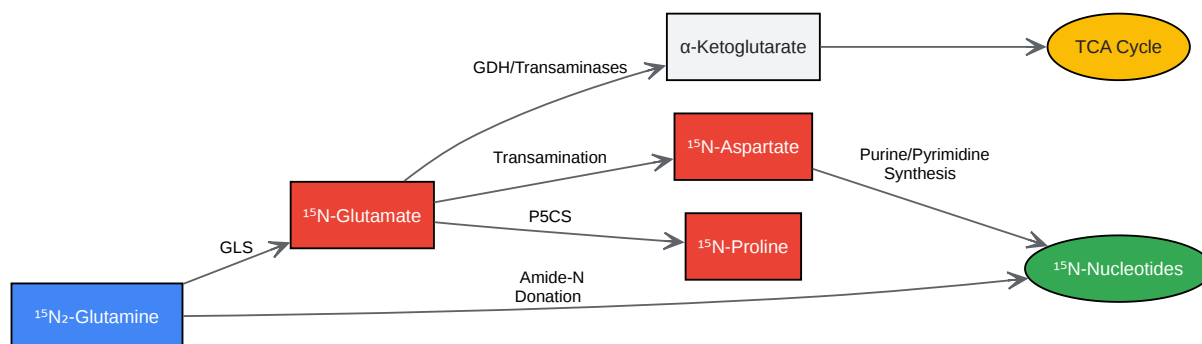 α-Ketoglutarate
TCA Cycle
GDH/Transaminases
¹⁵N-Aspartate
Transamination
Purine/Pyrimidine
Synthesis
¹⁵N-Glutamate
P5CS
¹⁵N-Proline
GLS
¹⁵N-Nucleotides
Amide-N
Donation
¹⁵N₂-Glutamine